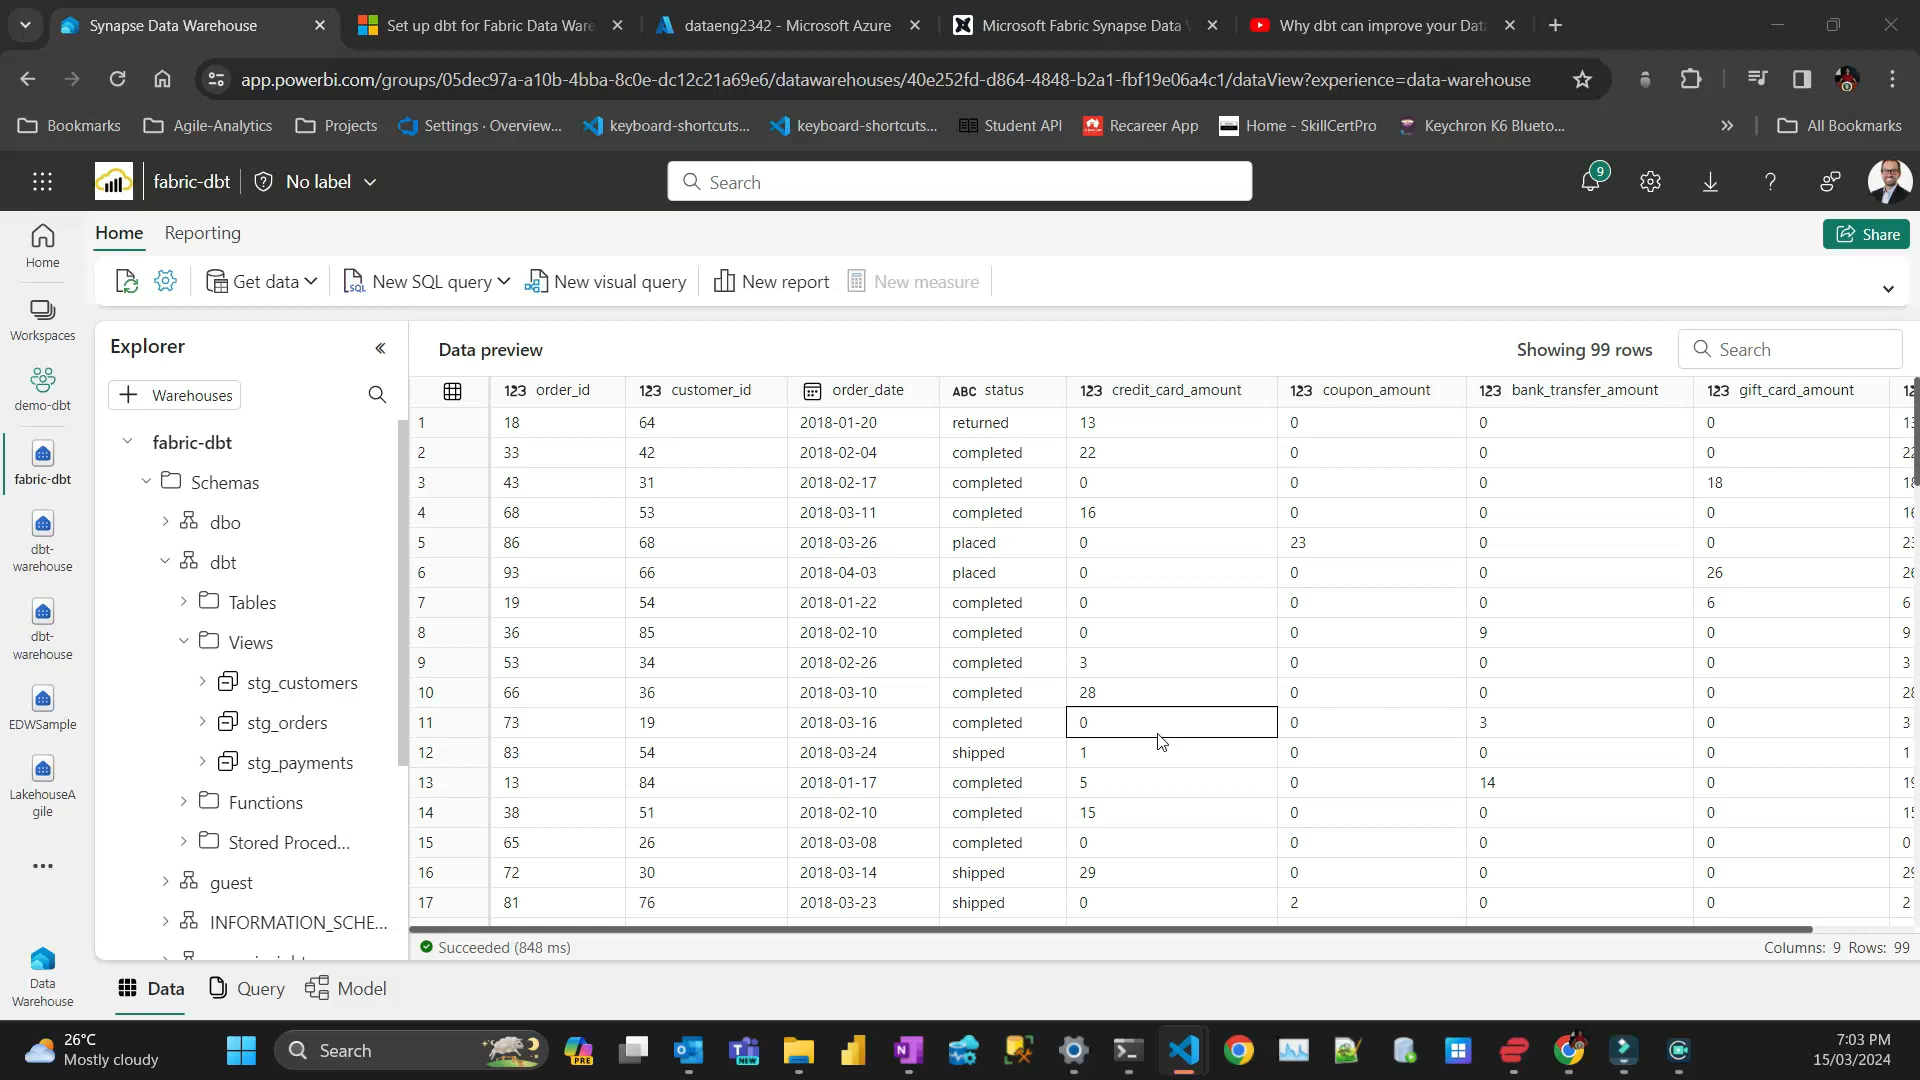 Synapse Data Warehouse
Set up dbt for Fabric Data Ware
dataeng2342 - Microsoft Azure
Microsoft Fabric Synapse Data
Why dbt can improve your Data
app.powerbi.com/groups/05dec97a-a10b-4bba-8c0e-dc12c21a69e6/datawarehouses/40e252fd-d864-4848-b2a1-fbf19e06a4c1/dataView?experience=data-warehouse
Bookmarks Agile-Analytics Projects Settings · Overview... keyboard-shortcuts... keyboard-shortcuts... Student API Recareer App Home - SkillCertPro Keychron K6 Blueto... All Bookmarks
fabric-dbt No label Search 9
Home Reporting Share
Get data New SQL query New visual query New report New measure
Home
Workspaces
demo-dbt
fabric-dbt
dbt-
warehouse
dbt-
warehouse
EDWSample
LakehouseA
gile
Data
Warehouse
Explorer
Warehouses
fabric-dbt
Schemas
dbo
dbt
Tables
Views
stg_customers
stg_orders
stg_payments
Functions
Stored Proced...
guest
INFORMATION_SCHE...
Data preview Showing 99 rows Search
123 order_id 123 customer_id order_date ABC status 123 credit_card_amount 123 coupon_amount 123 bank_transfer_amount 123 gift_card_amount
1 18 64 2018-01-20 returned 13 0 0 0
2 33 42 2018-02-04 completed 22 0 0 0
3 43 31 2018-02-17 completed 0 0 0 18
4 68 53 2018-03-11 completed 16 0 0 0
5 86 68 2018-03-26 placed 0 23 0 0
6 93 66 2018-04-03 placed 0 0 0 26
7 19 54 2018-01-22 completed 0 0 0 6 6
8 36 85 2018-02-10 completed 0 0 9 0 9
9 53 34 2018-02-26 completed 3 0 0 0 3
10 66 36 2018-03-10 completed 28 0 0 0
11 73 19 2018-03-16 completed 0 0 3 0 3
12 83 54 2018-03-24 shipped 1 0 0 0 1
13 13 84 2018-01-17 completed 5 0 14 0
14 38 51 2018-02-10 completed 15 0 0 0
15 65 26 2018-03-08 completed 0 0 0 0 0
16 72 30 2018-03-14 shipped 29 0 0 0
17 81 76 2018-03-23 shipped 0 2 0 0 2
Succeeded (848 ms) Columns: 9 Rows: 99
Data Query Model
26°C
Mostly cloudy
Search
PRE
NEW
7:03 PM
15/03/2024